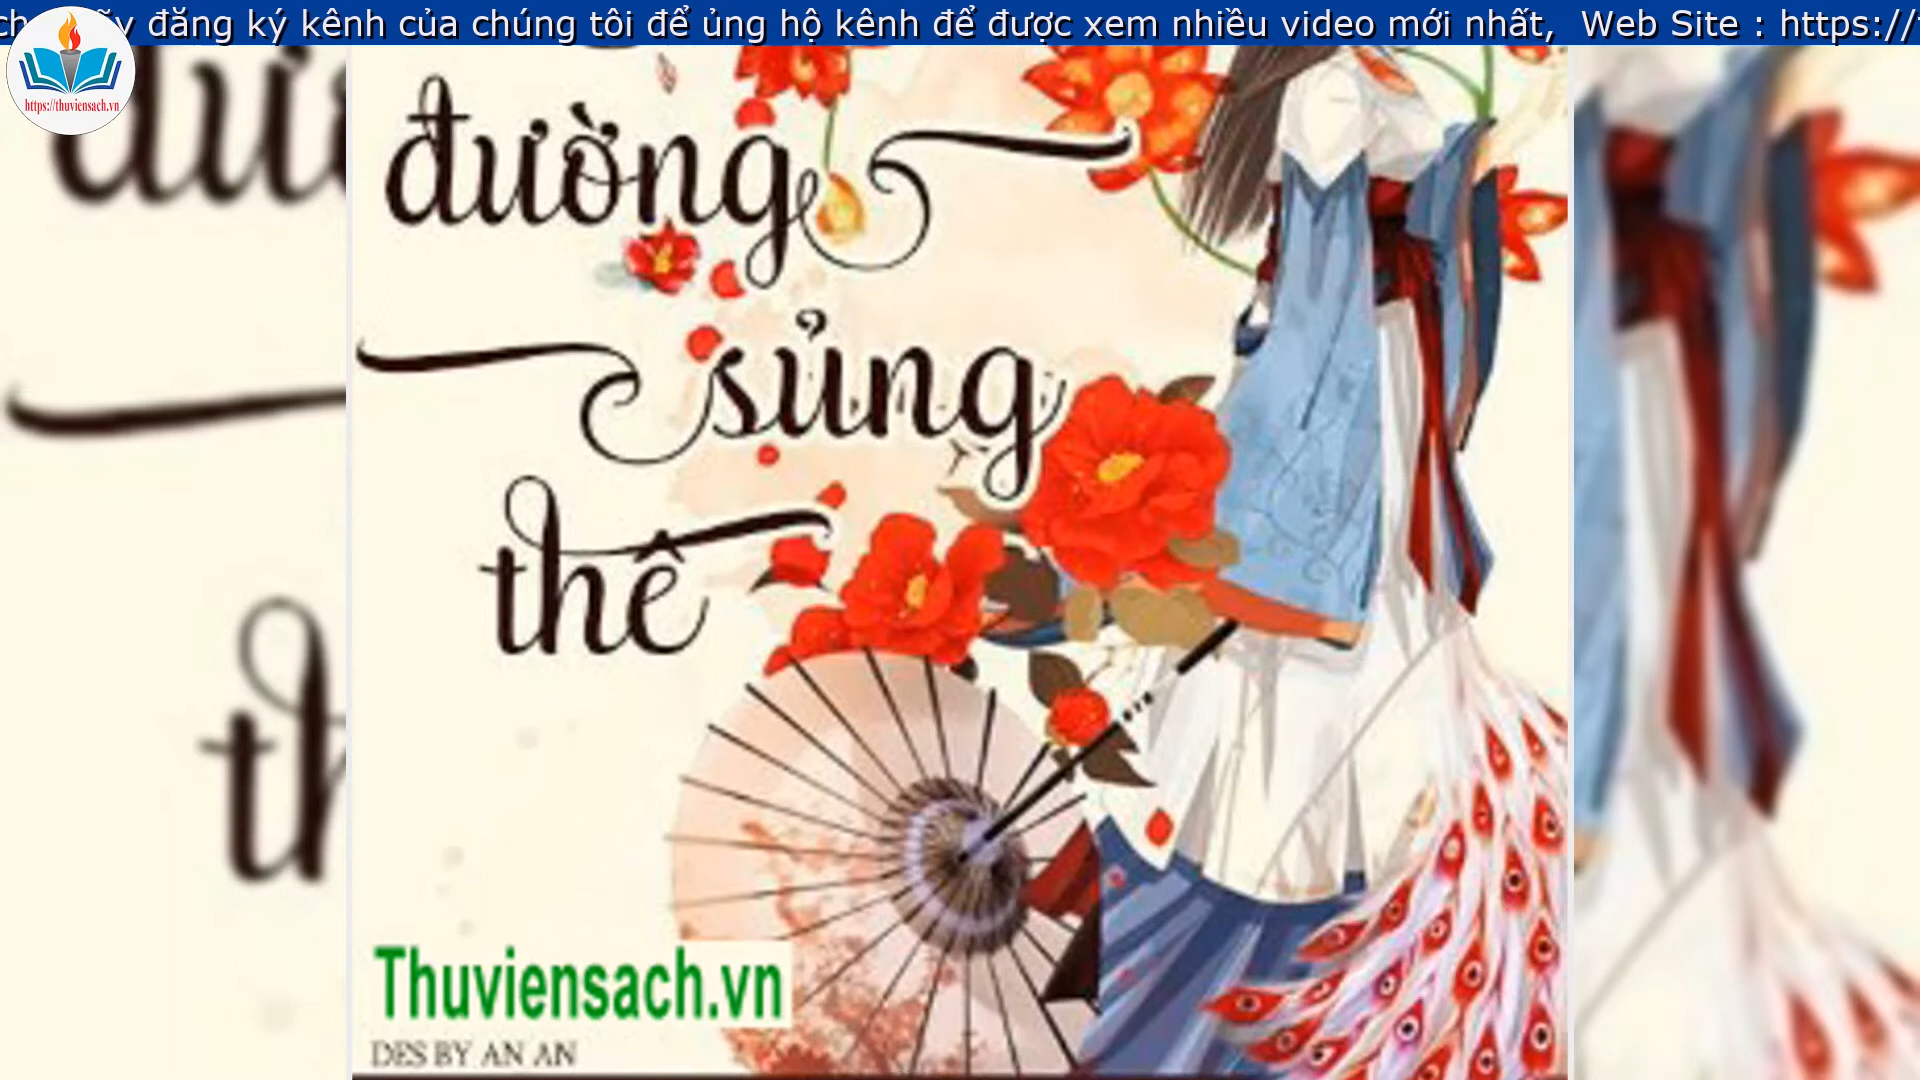 đăng ký kênh của chúng tôi để ủng hộ kênh để được xem nhiều video mới nhất, Web Site : https://
https://thuviensach.vn
đường
sủng
thê
Thuviensach.vn
DES BY AN AN